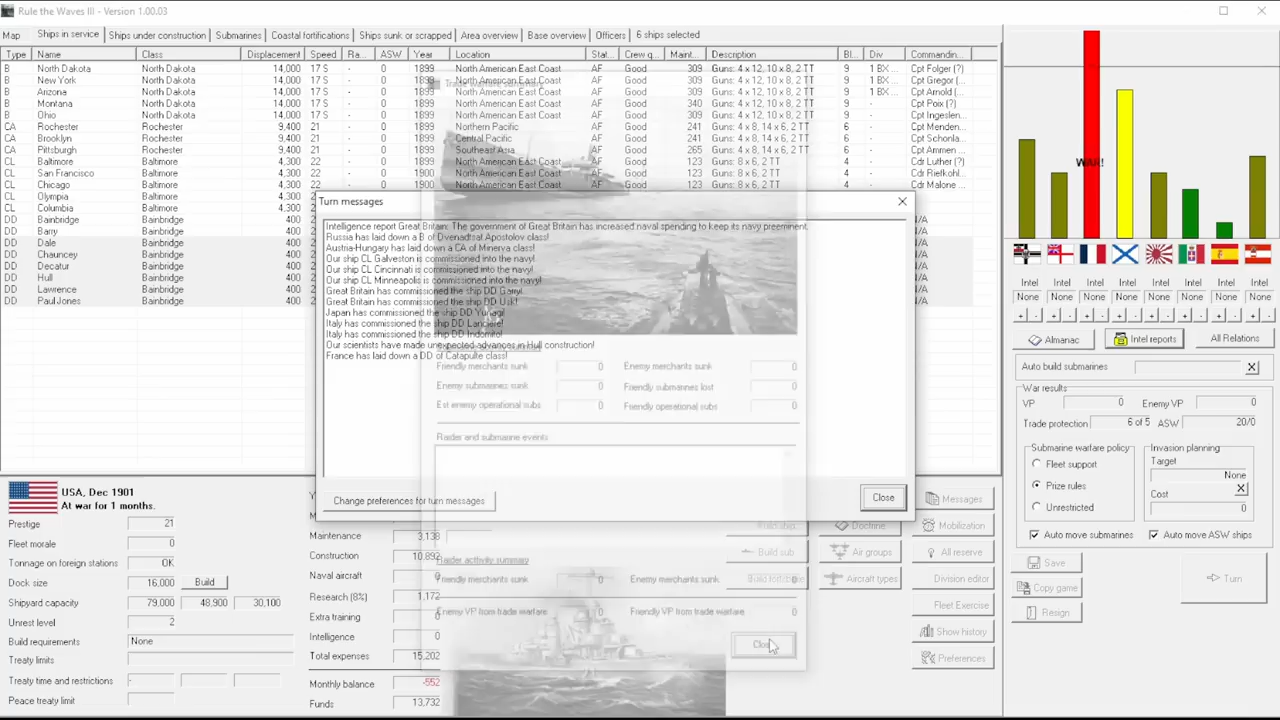 Rule the Waves III - Version 1.00.03
Map Ships in service Ships under construction Submarines Coastal fortifications Ships sunk or scrapped Area overview Base overview Officers 6 ships selected
Type Name Class Displacement Speed Ra... ASW Year Location Stat... Crew q... Maint... Description Bl... Div Commandin...
B North Dakota North Dakota 14,000 17 S - 0 1899 North American East Coast AF Good 309 Guns: 4 x 12, 10 x 8, 2 TT 9 1 BX ... Cpt Folger (?)
B New York North Dakota 14,000 17 S - 0 1899 North American East Coast AF Good 309 Guns: 4 x 12, 10 x 8, 2 TT 9 1 BX ... Cpt Gregor (
B Arizona North Dakota 14,000 17 S - 0 1899 North American East Coast AF Good 309 Guns: 4 x 12, 10 x 8, 2 TT 9 1 BX ... Cpt Arnold (
B Montana North Dakota 14,000 17 S - 0 1899 North American East Coast AF Good 340 Guns: 4 x 12, 10 x 8, 2 TT 9 - Cpt Poix (?)
B Ohio North Dakota 14,000 17 S - 0 1899 North American East Coast AF Good 309 Guns: 4 x 12, 10 x 8, 2 TT 9 - Cpt Ingeslen
CA Rochester Rochester 9,400 21 - 0 1899 Northern Pacific AF Good 241 Guns: 4 x 8, 14 x 6, 2 TT 6 - Cpt Menden...
CA Brooklyn Rochester 9,400 21 - 0 1899 Central Pacific AF Good 241 Guns: 4 x 8, 14 x 6, 2 TT 6 - Cpt Schonla...
CA Pittsburgh Rochester 9,400 21 - 0 1899 Southeast Asia AF Good 265 Guns: 4 x 8, 14 x 6, 2 TT 6 - Cpt Ammen
CL Baltimore Baltimore 4,300 22 - 0 1899 North American East Coast AF Good 123 Guns: 8 x 6, 2 TT 4 - Cdr Luther (?)
CL San Francisco Baltimore 4,300 22 - 0 1900 North American East Coast AF Good 123 Guns: 8 x 6, 2 TT 4 - Cdr Riefkohl...
CL Chicago Baltimore 4,300 22 - 0 1900 North American East Coast AF Good 123 Guns: 8 x 6, 2 TT 4 - Cdr Malone
CL Olympia Baltimore 4,300
CL Columbia Baltimore 4,300
DD Bainbridge Bainbridge 400 N/A
DD Barry Bainbridge 400 N/A
DD Dale Bainbridge 400 N/A
DD Chauncey Bainbridge 400 N/A
DD Decatur Bainbridge 400 N/A
DD Hull Bainbridge 400 N/A
DD Lawrence Bainbridge 400 N/A
DD Paul Jones Bainbridge 400 N/A
Turn messages
Intelligence report Great Britain: The government of Great Britain has increased naval spending to keep its navy preeminent.
Russia has laid down a B of Dvenadtsat Apostolov class!
Austria-Hungary has laid down a CA of Minerva class!
Our ship CL Galveston is commissioned into the navy!
Our ship CL Cincinnati is commissioned into the navy!
Our ship CL Minneapolis is commissioned into the navy!
Great Britain has commissioned the ship DD Garry!
Great Britain has commissioned the ship DD Usk!
Japan has commissioned the ship DD Yunagi!
Italy has commissioned the ship DD Lanciere!
Italy has commissioned the ship DD Indomito!
Our scientists have made unexpected advances in Hull construction!
France has laid down a DD of Catapulte class!
Change preferences for turn messages
Close
Friendly merchants sunk 0 Enemy merchants sunk 0
Enemy submarines sunk 0 Friendly submarines lost 0
Est enemy operational subs 0 Friendly operational subs 0
Raider and submarine events
Raider activity summary
Friendly merchants sunk 0 Enemy merchants sunk 0
Enemy VP from trade warfare 0 Friendly VP from trade warfare 0
Close
USA, Dec 1901
At war for 1 months.
Prestige 21
Fleet morale 0
Tonnage on foreign stations OK
Dock size 16,000 Build
Shipyard capacity 79,000 48,900 30,100
Unrest level 2
Build requirements None
Treaty limits
Treaty time and restrictions -
Peace treaty limit
Maintenance 3,138
Construction 10,892
Naval aircraft 0
Research (8%) 1,172
Extra training 0
Intelligence 0
Total expenses 15,202
Monthly balance -552
Funds 13,732
Build ship Doctrine Messages
Mobilization
Build sub Air groups All reserve
Aircraft types Division editor
Fleet Exercise
Show history
Preferences
WAR!
Intel Intel Intel Intel Intel Intel Intel Intel
None None None None None None None None
+ - + - + - + - + - + - + - + -
Almanac Intel reports All Relations
Auto build submarines X
War results
VP 0 Enemy VP 0
Trade protection 6 of 5 ASW 20/0
Submarine warfare policy
Fleet support
Prize rules
Unrestricted
Invasion planning
Target
None
Cost X
0
Auto move submarines Auto move ASW ships
Save
Copy game
Resign
Turn